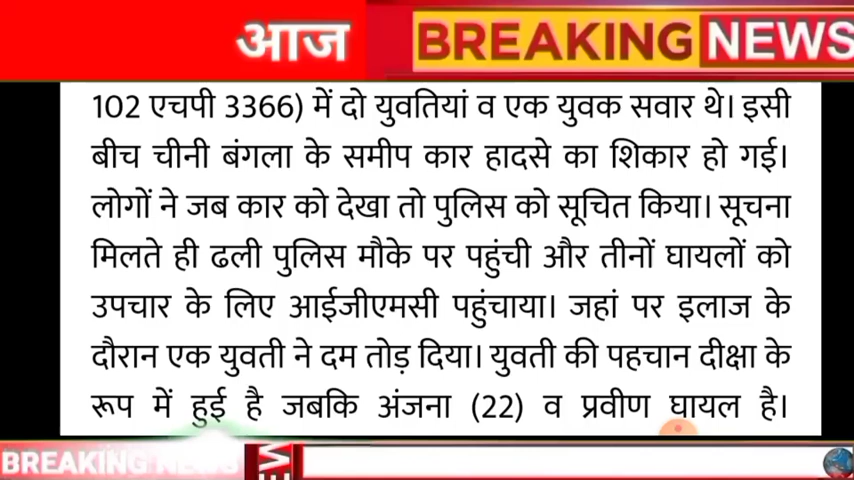 आज
BREAKING NEWS
102 एचपी 3366) में दो युवतियां व एक युवक सवार थे। इसी
बीच चीनी बंगला के समीप कार हादसे का शिकार हो गई।
लोगों ने जब कार को देखा तो पुलिस को सूचित किया। सूचना
मिलते ही ढली पुलिस मौके पर पहुंची और तीनों घायलों को
उपचार के लिए आईजीएमसी पहुंचाया। जहां पर इलाज के
दौरान एक युवती ने दम तोड़ दिया। युवती की पहचान दीक्षा के
रूप में हुई है जबकि अंजना (22) व प्रवीण घायल है।
BREAKING NEWS